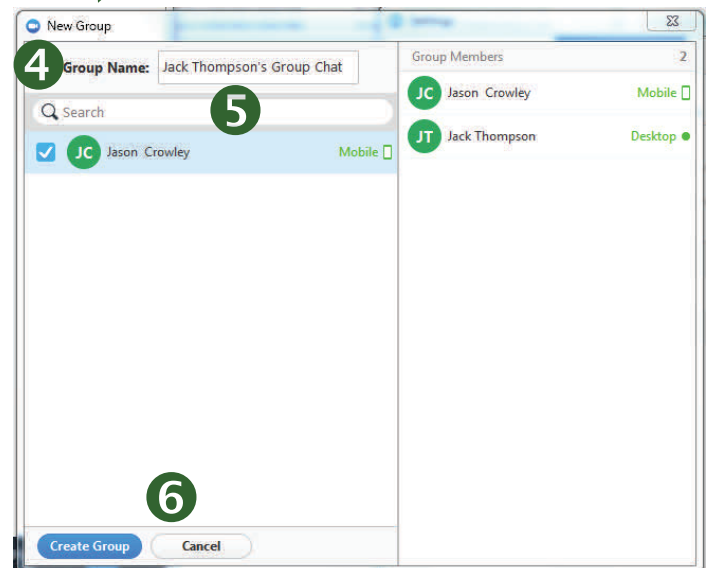 New Group
4 Group Name: Jack Thompson's Group Chat
5
Search
JC Jason Crowley Mobile
6
Create Group Cancel
Group Members 2
JC Jason Crowley Mobile
JT Jack Thompson Desktop